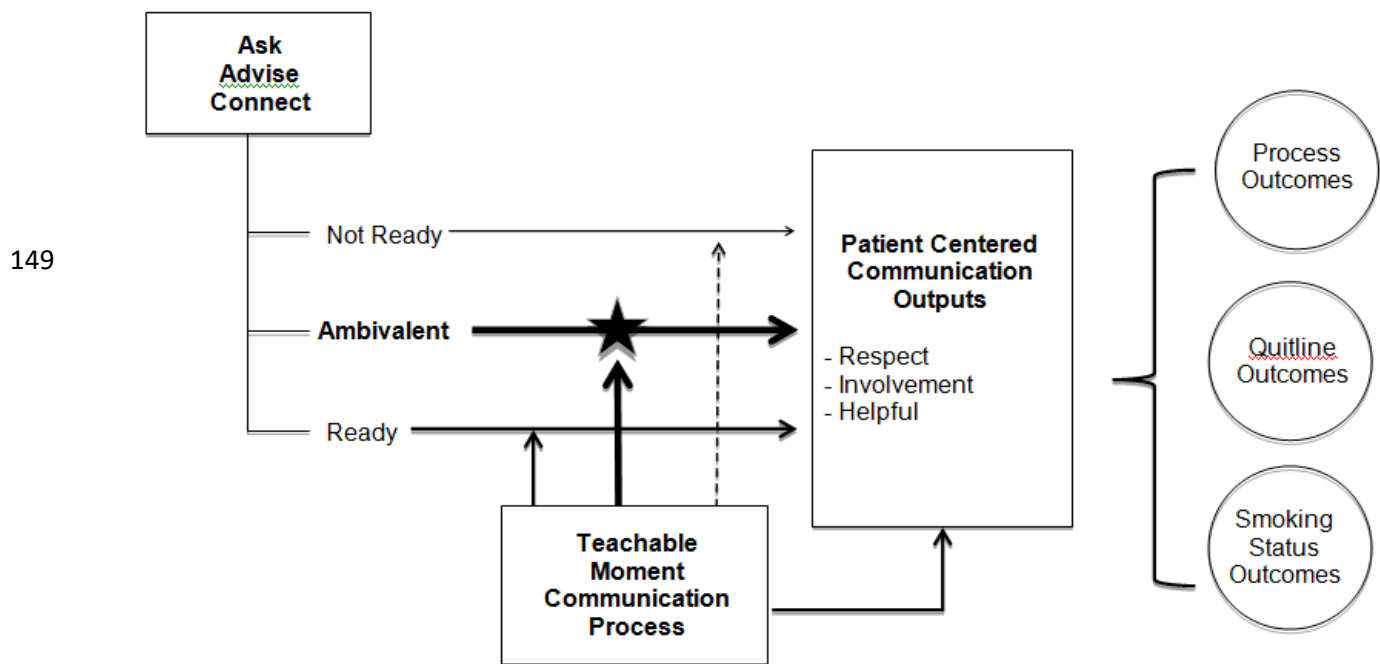 Ask
Advise
Connect
149
Not Ready
Ambivalent
Ready
Patient Centered
Communication
Outputs
- Respect
- Involvement
- Helpful
Teachable
Moment
Communication
Process
Process
Outcomes
Quitline
Outcomes
Smoking
Status
Outcomes